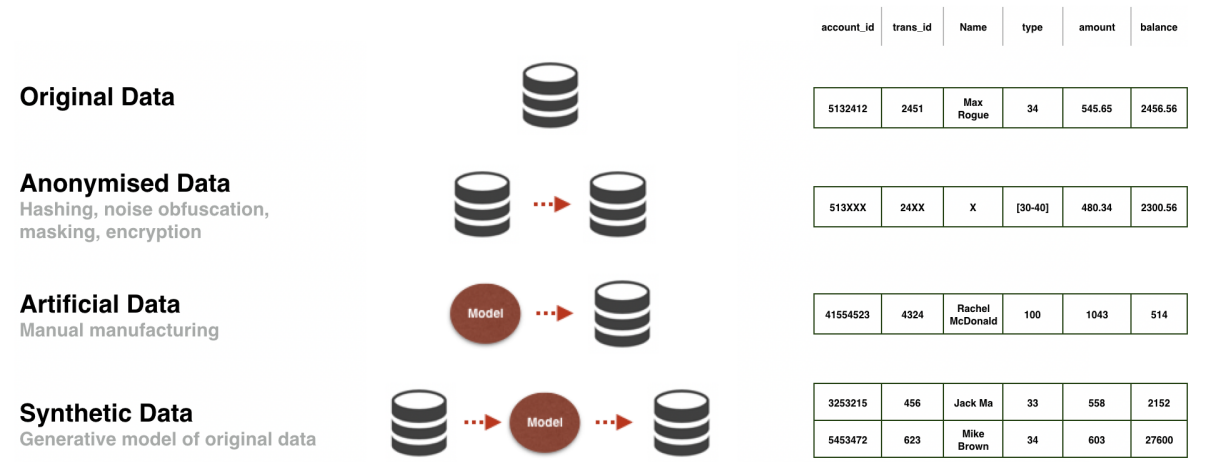 account_id trans_id Name type amount balance
Original Data
5132412 2451 Max Rogue 34 545.65 2456.56
Anonymised Data
Hashing, noise obfuscation,
masking, encryption
513XXX 24XX X [30-40] 480.34 2300.56
Artificial Data
Manual manufacturing
Model
41554523 4324 Rachel McDonald 100 1043 514
Synthetic Data
Generative model of original data
Model
3253215 456 Jack Ma 33 558 2152
5453472 623 Mike Brown 34 603 27600